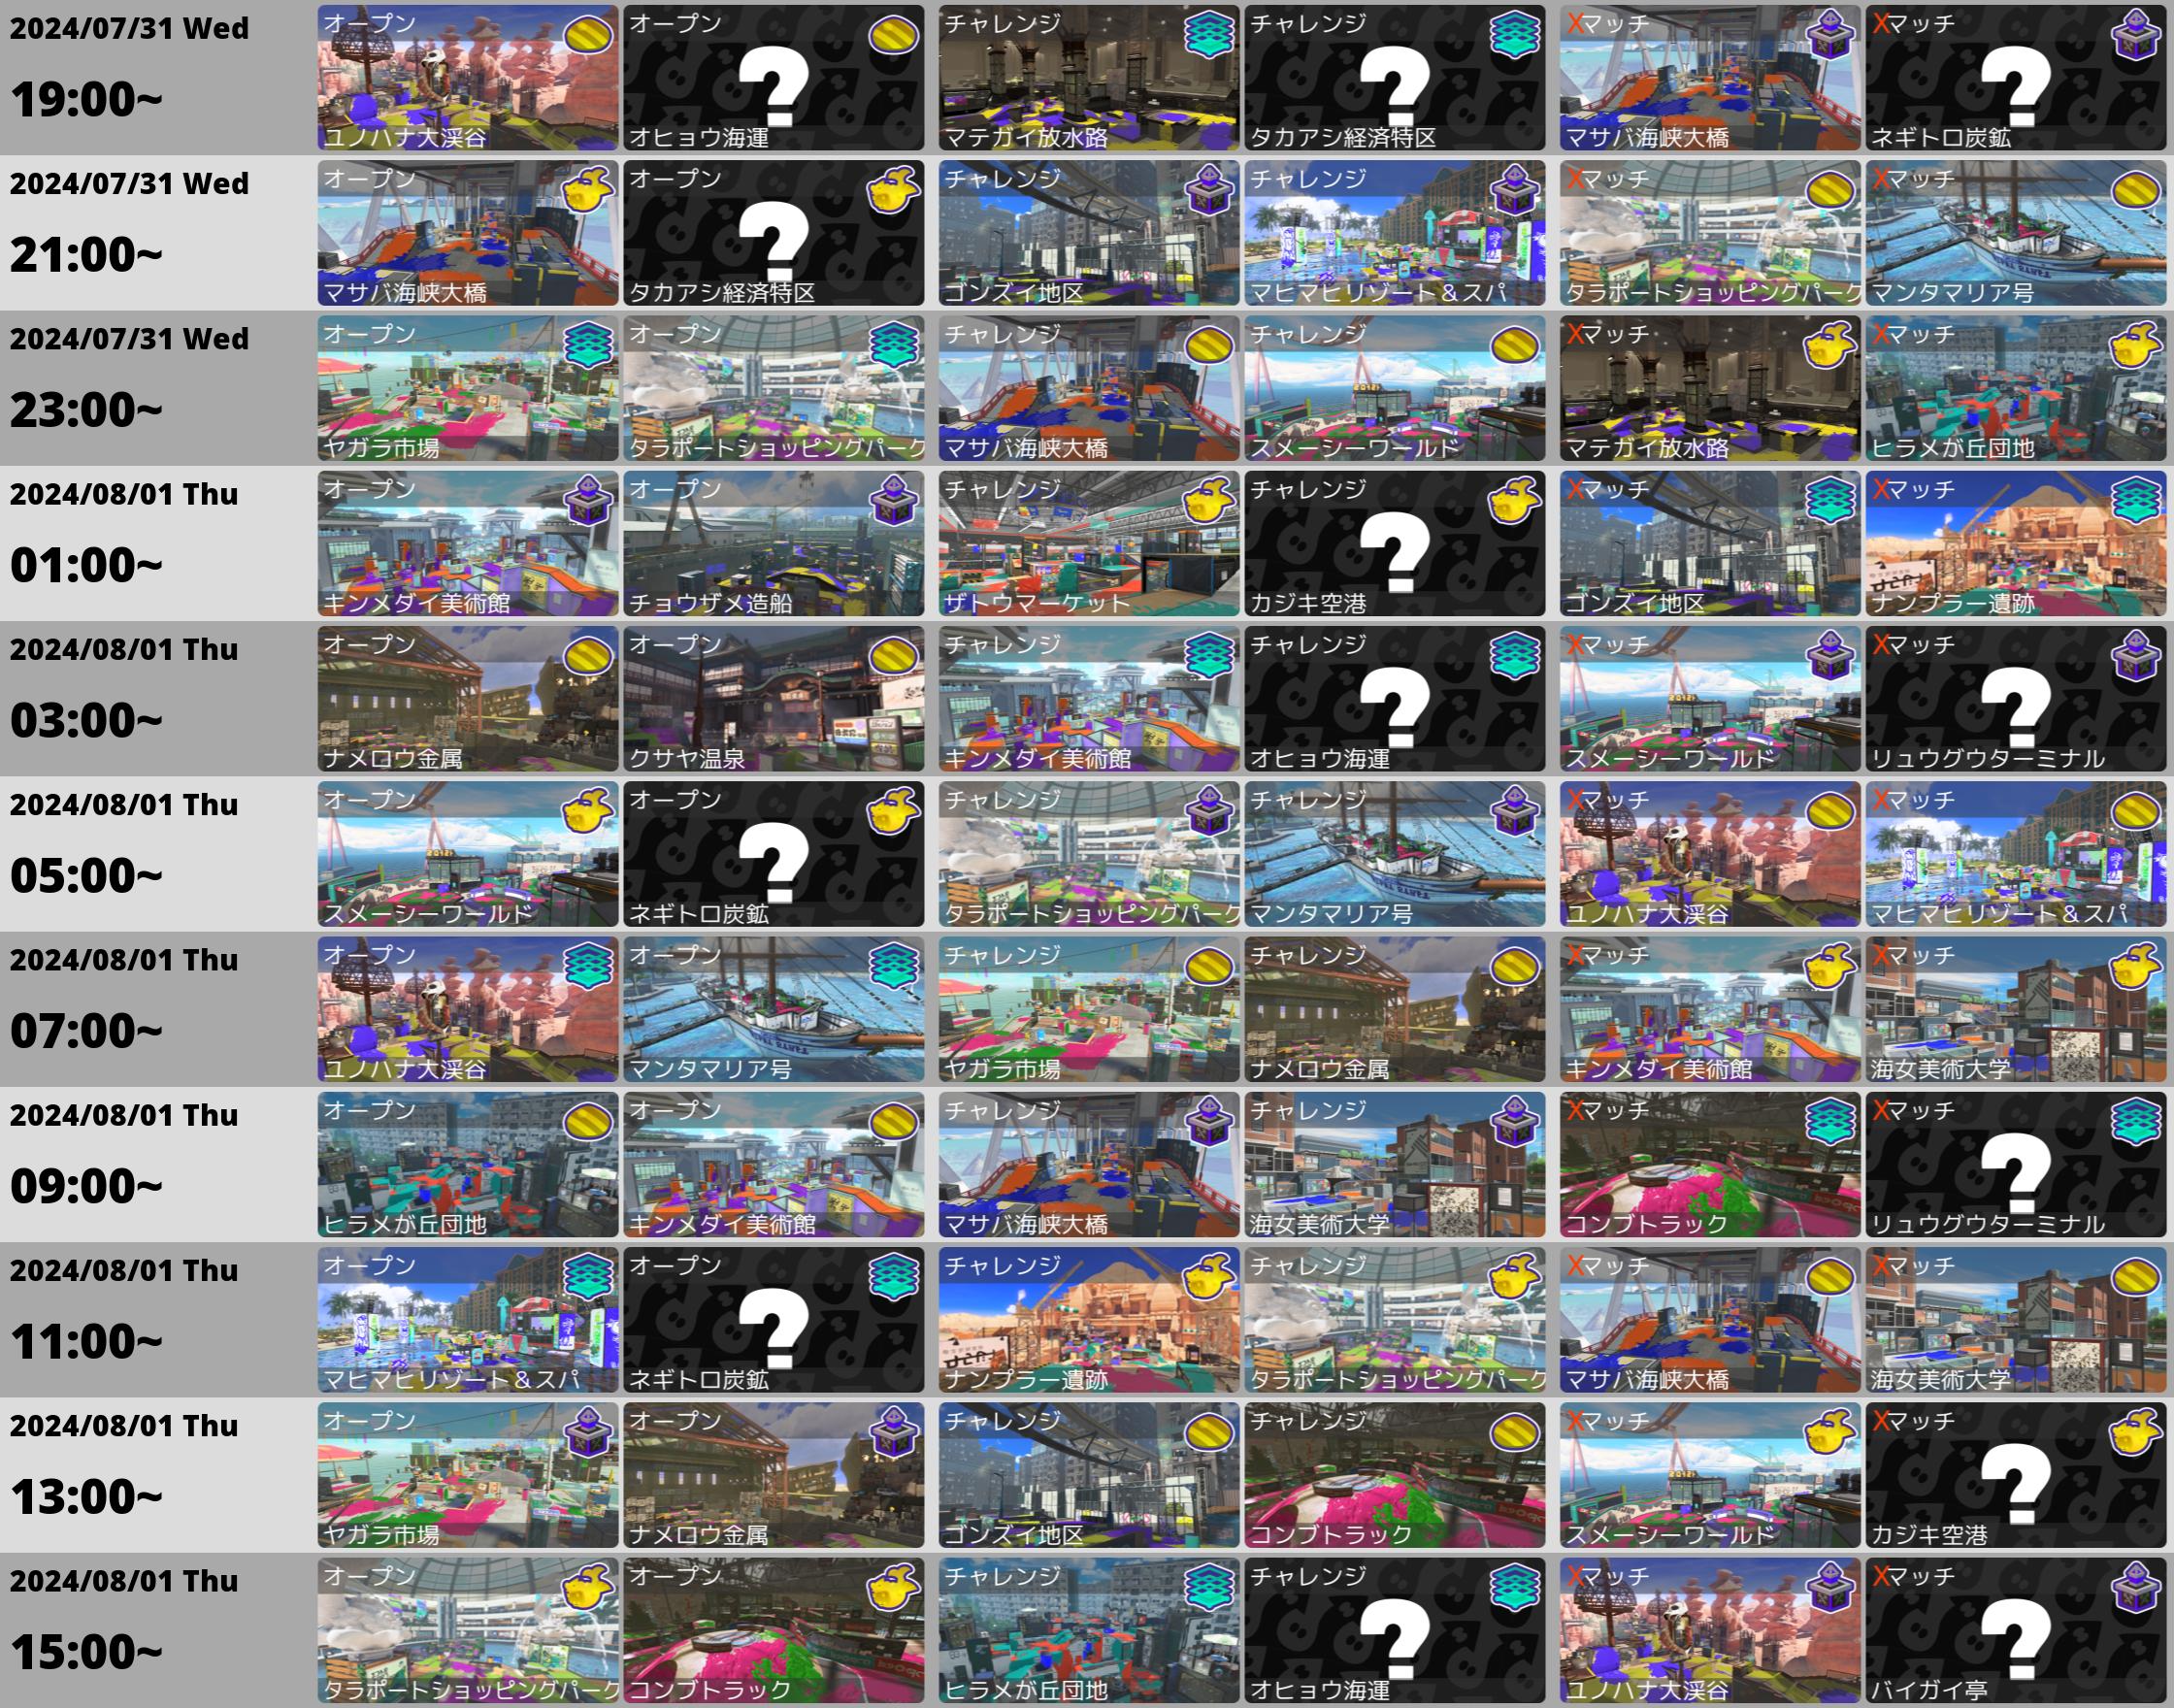 2024/07/31 Wed
19:00~
オープン
ユノハナ大渓谷
オープン
オヒョウ海運
チャレンジ
マテガイ放水路
チャレンジ
タカアシ経済特区
Xマッチ
マサバ海峡大橋
Xマッチ
ネギトロ炭鉱
2024/07/31 Wed
21:00~
オープン
マサバ海峡大橋
オープン
タカアシ経済特区
チャレンジ
ゴンズイ地区
チャレンジ
マヒマヒリゾート&スパ
Xマッチ
タラポートショッピングパーク
Xマッチ
マンタマリア号
2024/07/31 Wed
23:00~
オープン
ヤガラ市場
オープン
タラポートショッピングパーク
チャレンジ
マサバ海峡大橋
チャレンジ
スメーシーワールド
Xマッチ
マテガイ放水路
Xマッチ
ヒラメが丘団地
2024/08/01 Thu
01:00~
オープン
キンメダイ美術館
オープン
チョウザメ造船
チャレンジ
ザトウマーケット
チャレンジ
カジキ空港
Xマッチ
ゴンズイ地区
Xマッチ
ナンプラー遺跡
2024/08/01 Thu
03:00~
オープン
ナメロウ金属
オープン
クサヤ温泉
チャレンジ
キンメダイ美術館
チャレンジ
オヒョウ海運
Xマッチ
スメーシーワールド
Xマッチ
リュウグウターミナル
2024/08/01 Thu
05:00~
オープン
スメーシーワールド
オープン
ネギトロ炭鉱
チャレンジ
タラポートショッピングパーク
チャレンジ
マンタマリア号
Xマッチ
ユノハナ大渓谷
Xマッチ
マヒマヒリゾート&スパ
2024/08/01 Thu
07:00~
オープン
ユノハナ大渓谷
オープン
マンタマリア号
チャレンジ
ヤガラ市場
チャレンジ
ナメロウ金属
Xマッチ
キンメダイ美術館
Xマッチ
海女美術大学
2024/08/01 Thu
09:00~
オープン
ヒラメが丘団地
オープン
キンメダイ美術館
チャレンジ
マサバ海峡大橋
チャレンジ
海女美術大学
Xマッチ
コンブトラック
Xマッチ
リュウグウターミナル
2024/08/01 Thu
11:00~
オープン
マヒマヒリゾート&スパ
オープン
ネギトロ炭鉱
チャレンジ
ナンプラー遺跡
チャレンジ
タラポートショッピングパーク
Xマッチ
マサバ海峡大橋
Xマッチ
海女美術大学
2024/08/01 Thu
13:00~
オープン
ヤガラ市場
オープン
ナメロウ金属
チャレンジ
ゴンズイ地区
チャレンジ
コンブトラック
Xマッチ
スメーシーワールド
Xマッチ
カジキ空港
2024/08/01 Thu
15:00~
オープン
タラポートショッピングパーク
オープン
コンブトラック
チャレンジ
ヒラメが丘団地
チャレンジ
オヒョウ海運
Xマッチ
ユノハナ大渓谷
Xマッチ
バイガイ亭